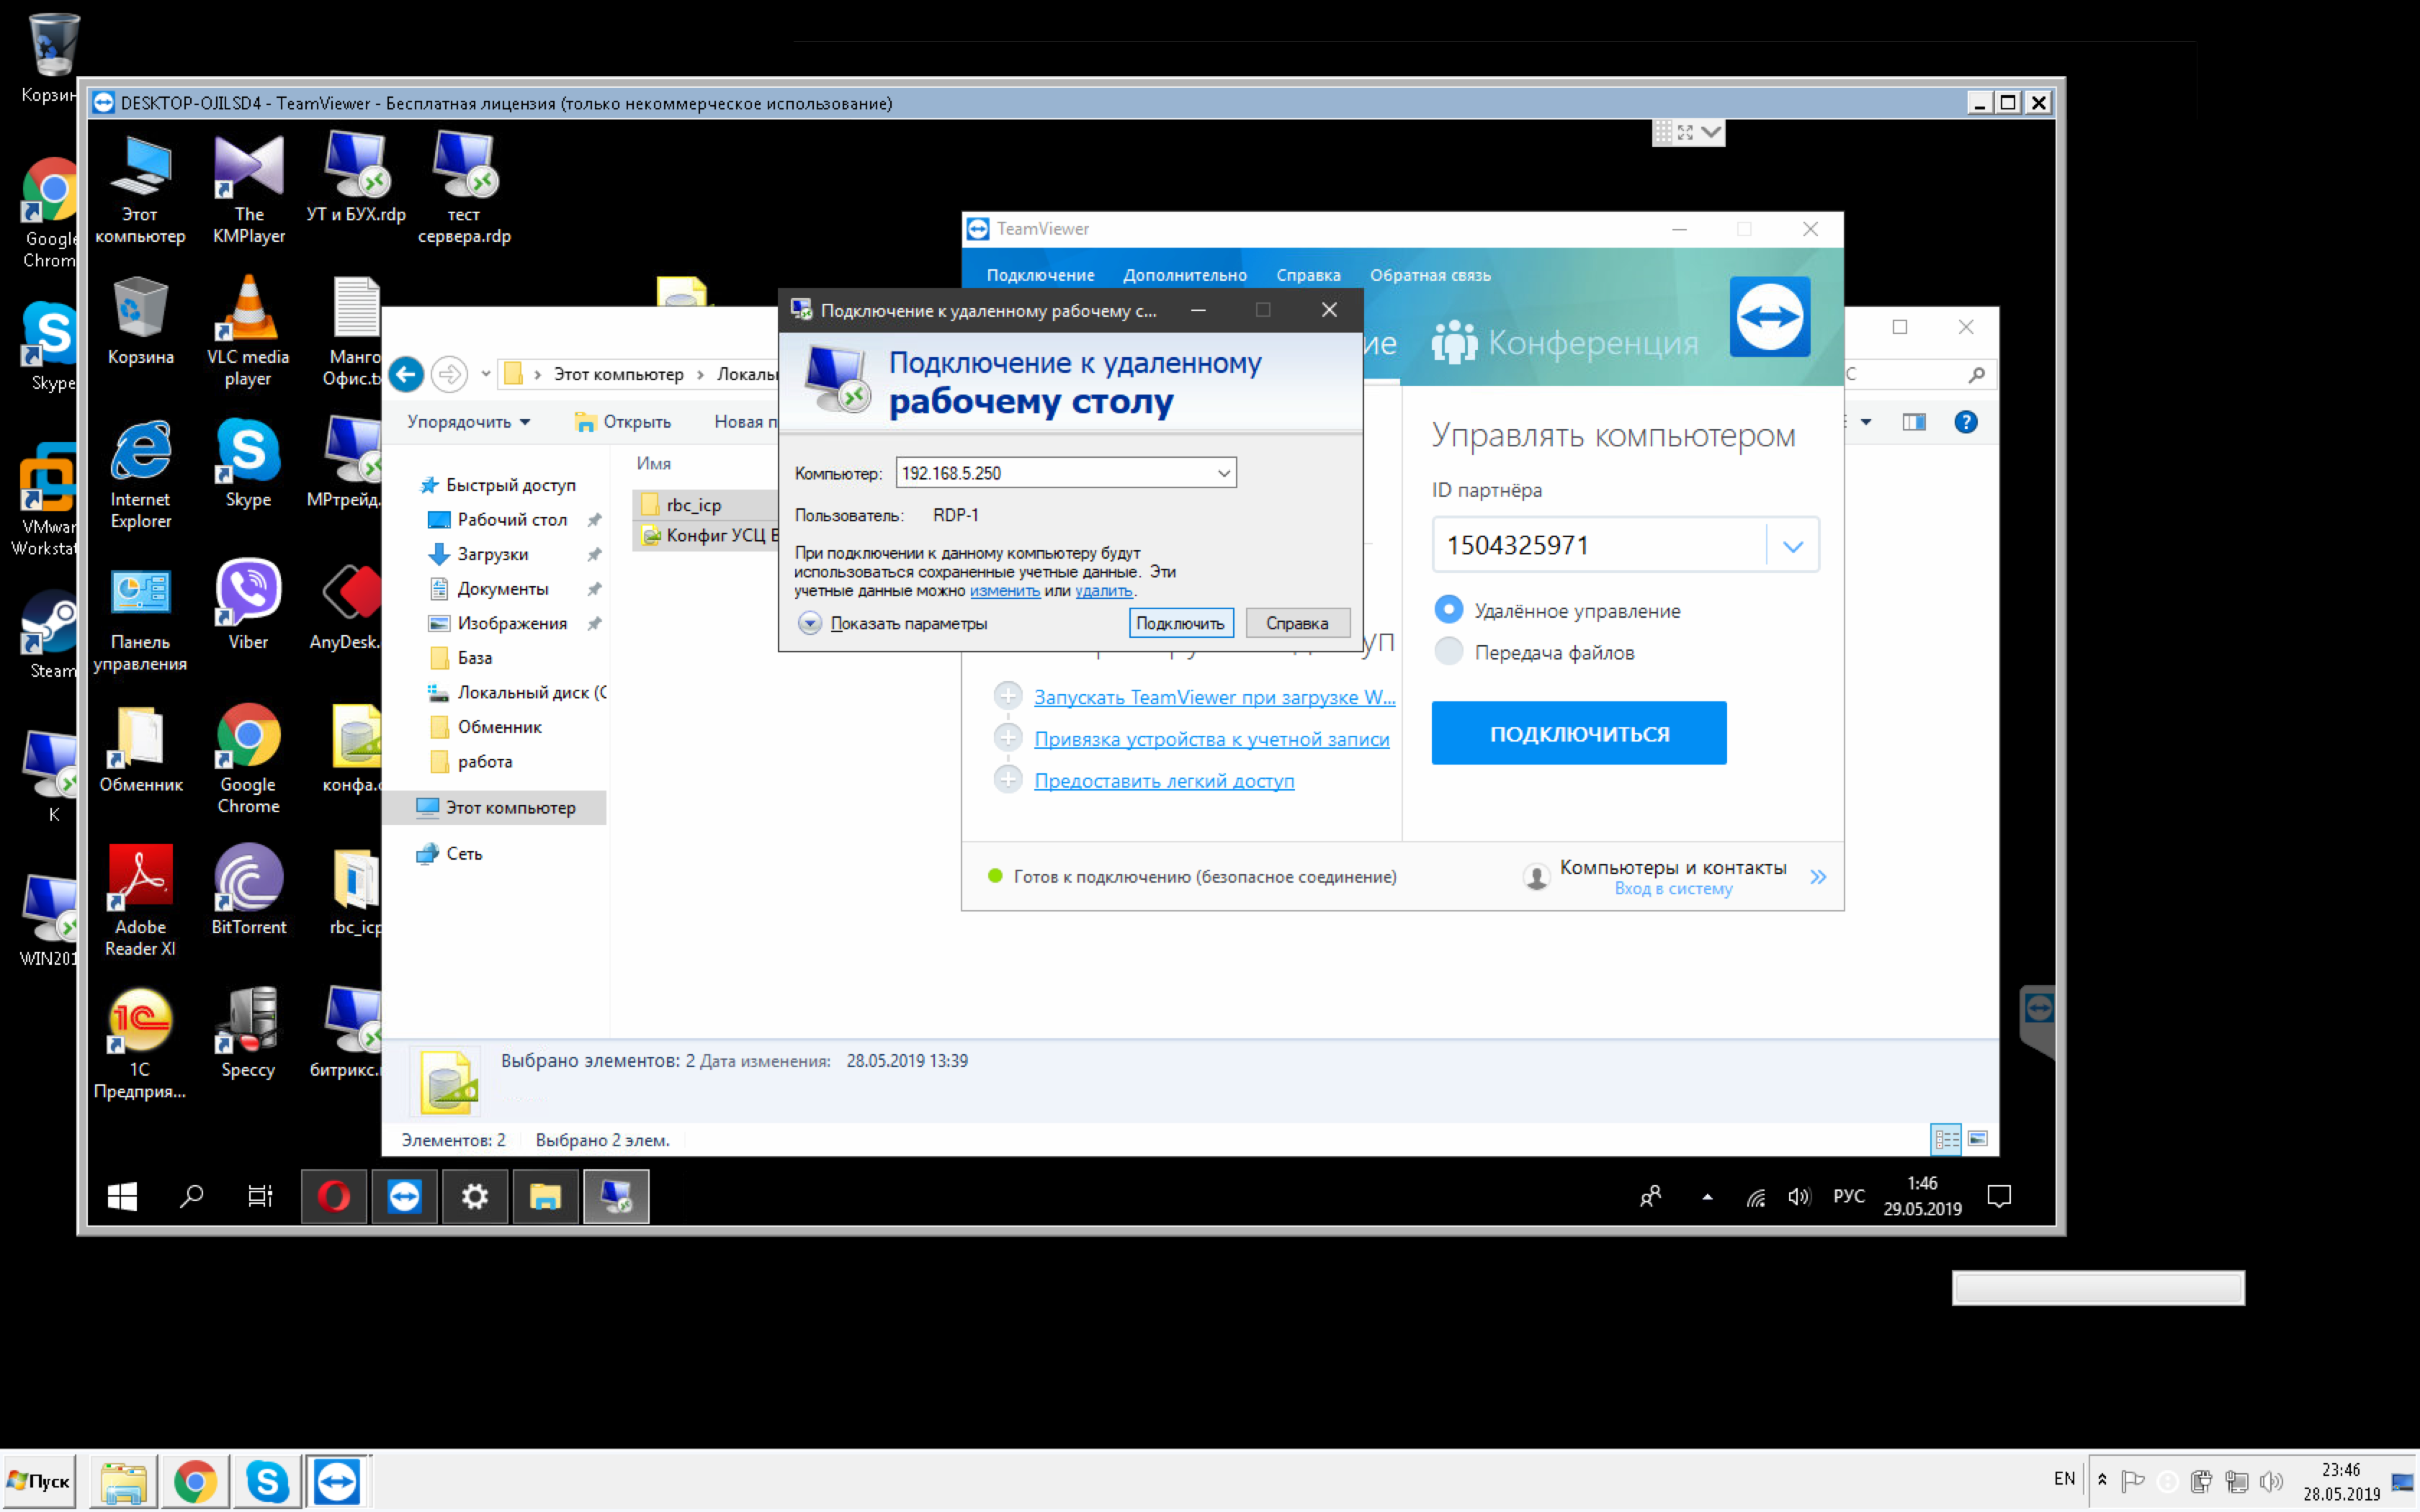 Корзин
Google
Chrom
Skype
VMwar
Worksta
Steam
K
WIN201
DESKTOP-OJILSD4 - TeamViewer - Бесплатная лицензия (только некоммерческое использование)
Этот
компьютер
The
KMPlayer
УТ и БУХ.rdp
тест
сервера.rdp
Корзина
VLC media
player
Манго
Офис.t
Internet
Explorer
Skype
МРтрейд.
Панель
управления
Viber
AnyDesk.
Обменник
Google
Chrome
конфа.
Adobe
Reader XI
BitTorrent
rbc_icp
1С
Предприя...
Speccy
битрикс.
Этот компьютер
Локаль
Упорядочить
Открыть
Новая п
Имя
Быстрый доступ
Рабочий стол
Загрузки
Документы
Изображения
База
Локальный диск (C
Обменник
работа
Этот компьютер
Сеть
rbc_icp
Конфиг УСЦ
Выбрано элементов: 2 Дата изменения: 28.05.2019 13:39
Элементов: 2
Выбрано 2 элем.
TeamViewer
Подключение
Дополнительно
Справка
Обратная связь
ие
Конференция
Подключение к удаленному рабочему с...
Подключение к удаленному
рабочему столу
Компьютер:
192.168.5.250
Пользователь:
RDP-1
При подключении к данному компьютеру будут
использоваться сохраненные учетные данные. Эти
учетные данные можно изменить или удалить.
Показать параметры
Подключить
Справка
уп
Запускать TeamViewer при загрузке W...
Привязка устройства к учетной записи
Предоставить легкий доступ
Управлять компьютером
ID партнёра
1504325971
Удалённое управление
Передача файлов
ПОДКЛЮЧИТЬСЯ
Готов к подключению (безопасное соединение)
Компьютеры и контакты
Вход в систему
РУС
1:46
29.05.2019
Пуск
EN
23:46
28.05.2019